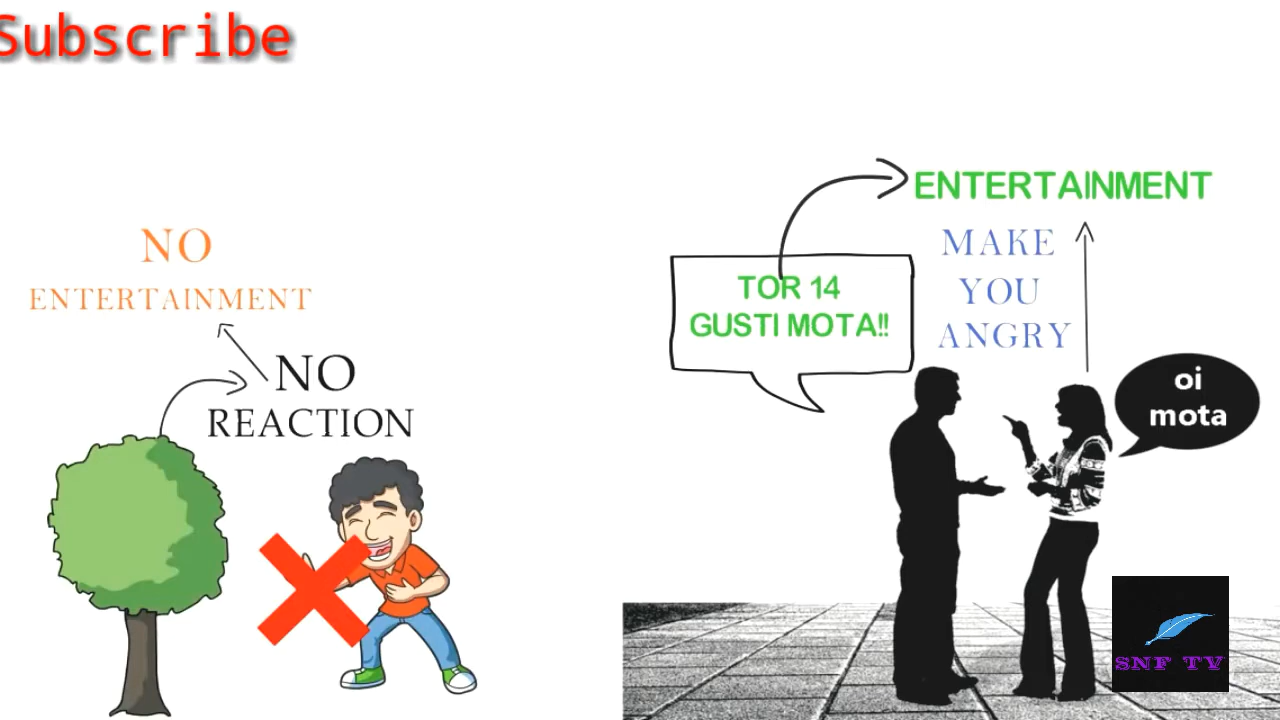 Subscribe
NO
ENTERTAINMENT
NO
REACTION
ENTERTAINMENT
MAKE
YOU
ANGRY
TOR 14
GUSTI MOTA!!
oi
mota
SNF TV